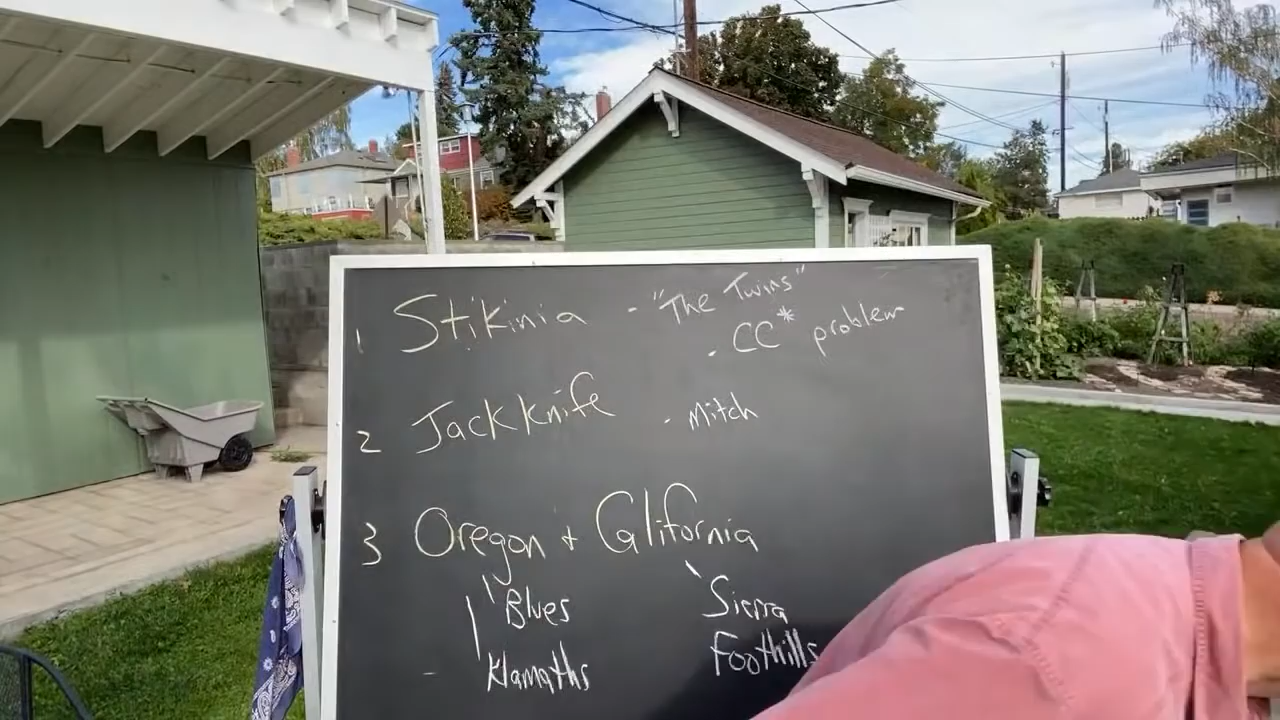 1 Stikinia - "The Twins"
- CC* problem
2 Jackknife - Mitch
3 Oregon + California
Blues Sierra
- Klamaths Foothills